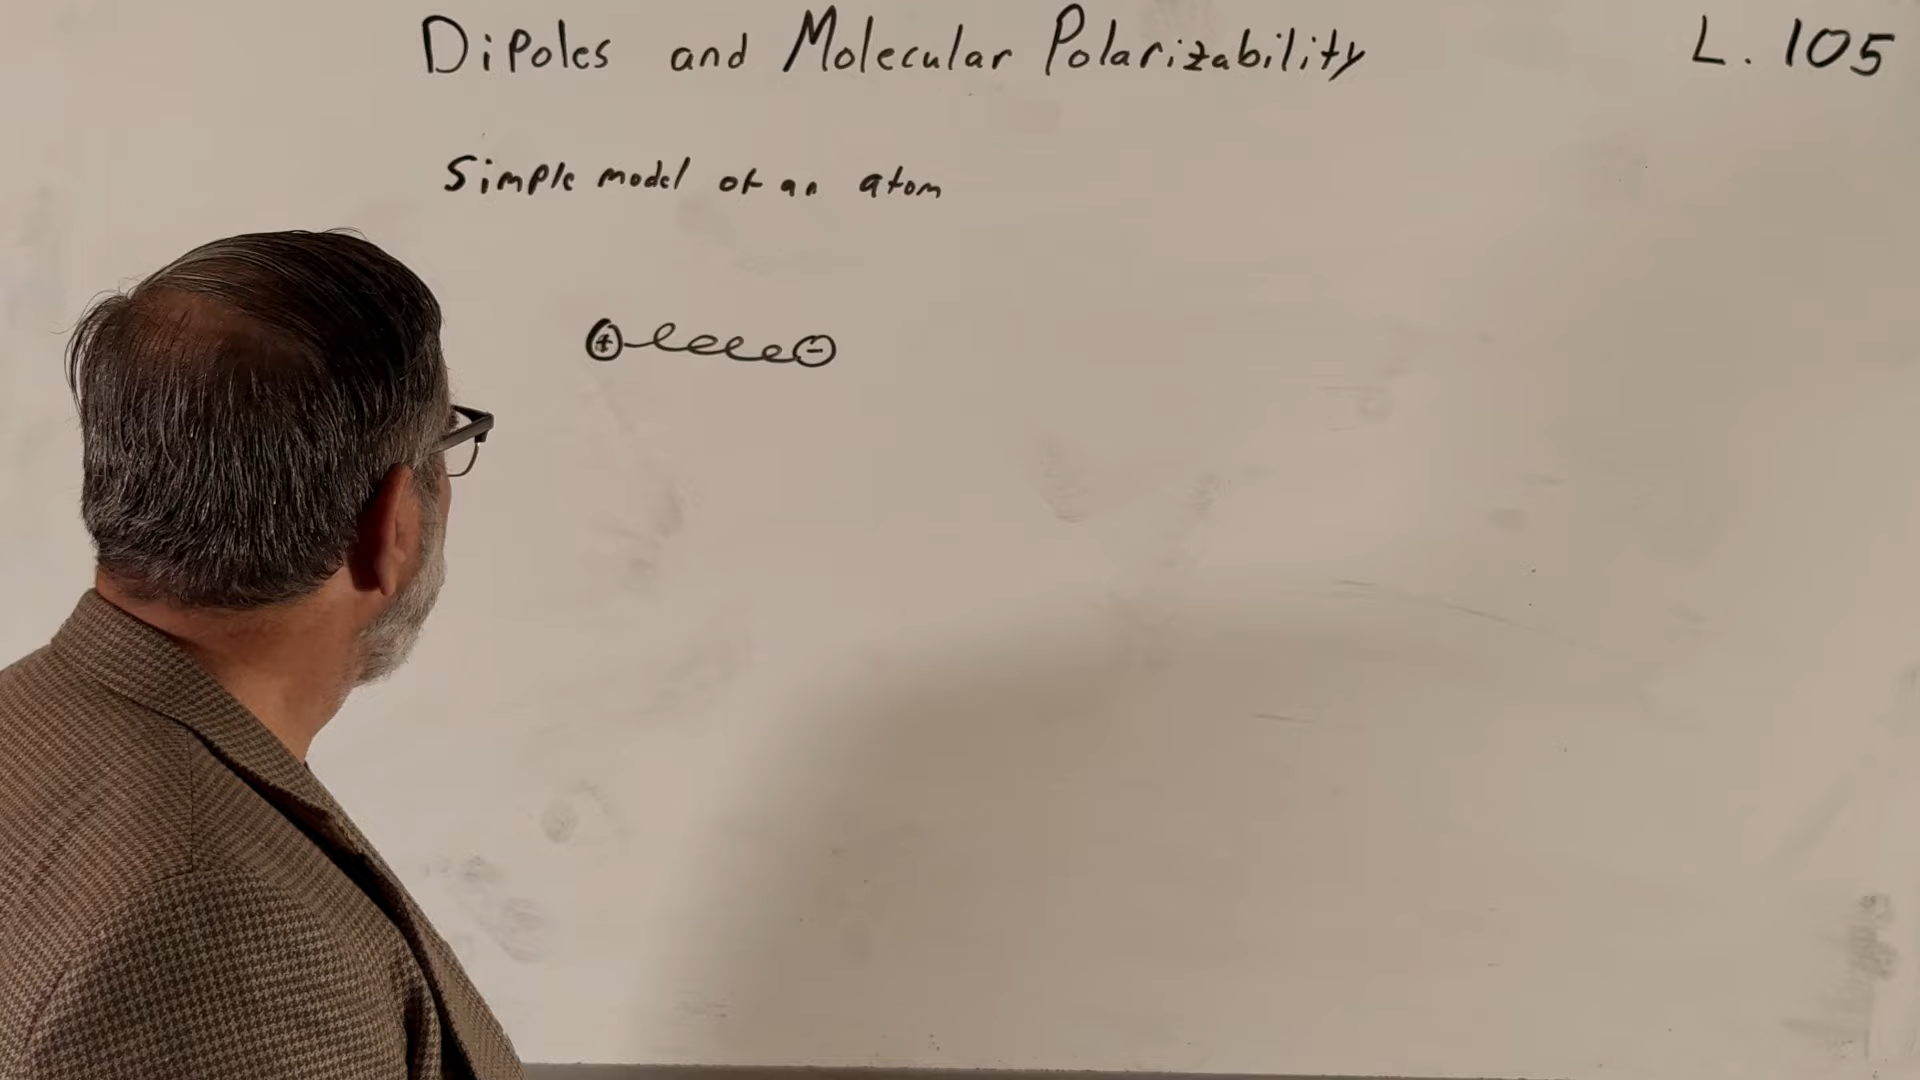 Dipoles and Molecular Polarizability
L. 105
Simple model of an atom
+ -